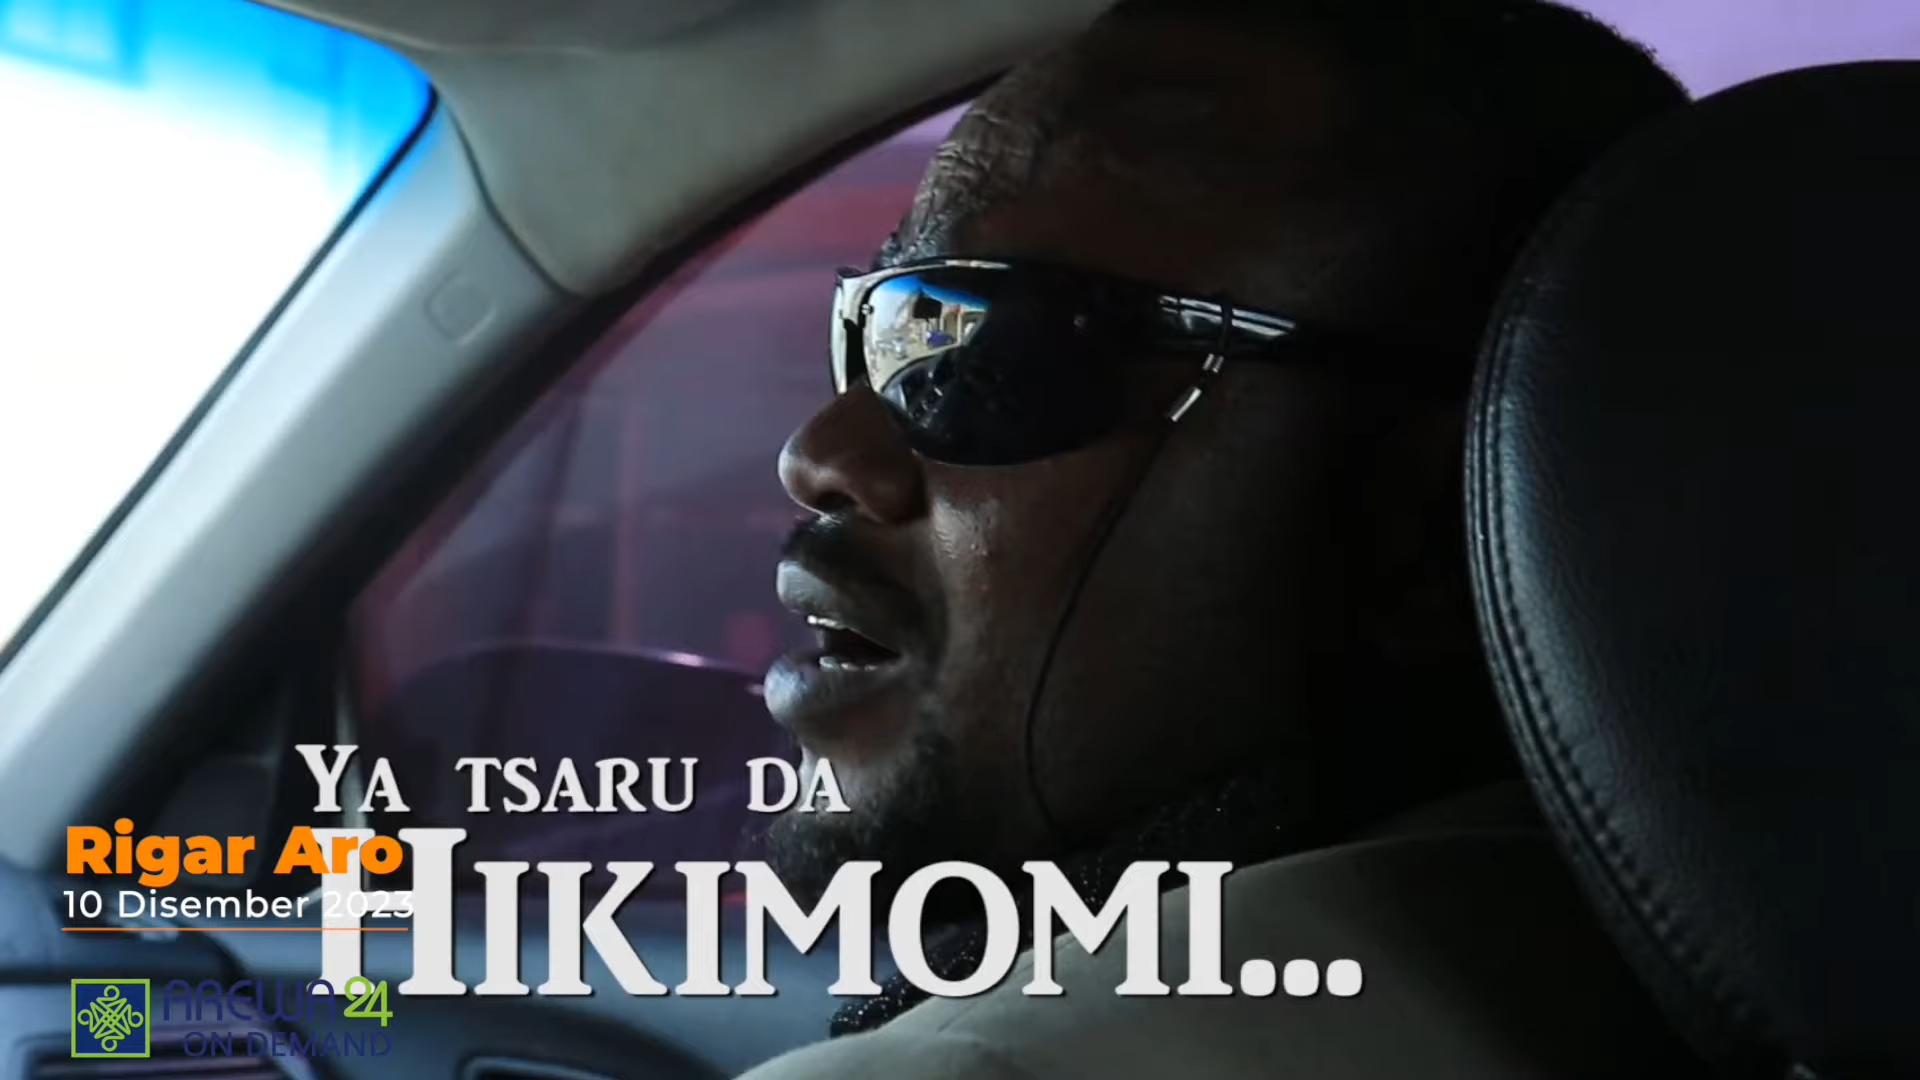 Ya tsaru da
Hikimomi...
Rigar Aro
10 Disember 2023
AREWA24
ON DEMAND